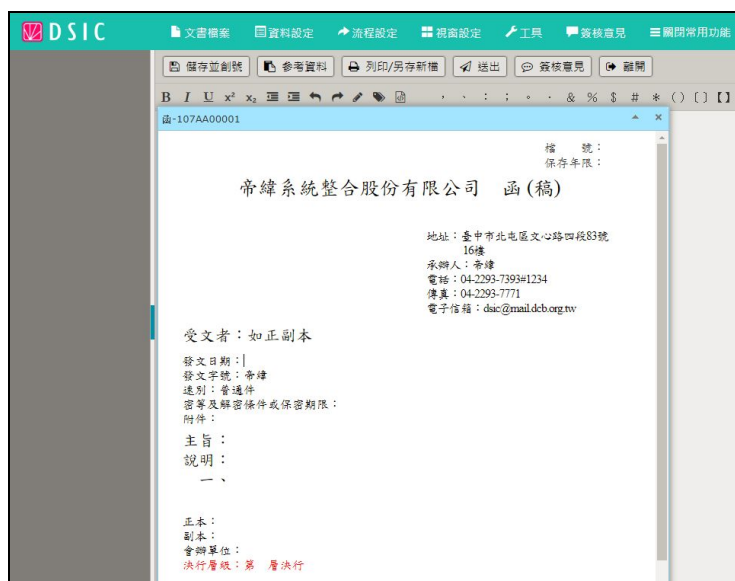 DSIC 文書檔案 資料設定 流程設定 視窗設定 工具 簽核意見 關閉常用功能
儲存並創號 參考資料 列印/另存新檔 送出 簽核意見 離開
B I U x² x₂ , 、 : ; 。 · & % $ # * ( ) [ ] 【】
函-107AA00001
檔 號：
保存年限：
帝緯系統整合股份有限公司 函(稿)
地址：臺中市北屯區文心路四段83號
16樓
承辦人：帝緯
電話：04-2293-7393#1234
傳真：04-2293-7771
電子信箱：dsic@mail.dcb.org.tw
受文者：如正副本
發文日期：
發文字號：帝緯
速別：普通件
密等及解密條件或保密期限：
附件：
主旨：
說明：
一、
正本：
副本：
會辦單位：
決行層級：第 層決行